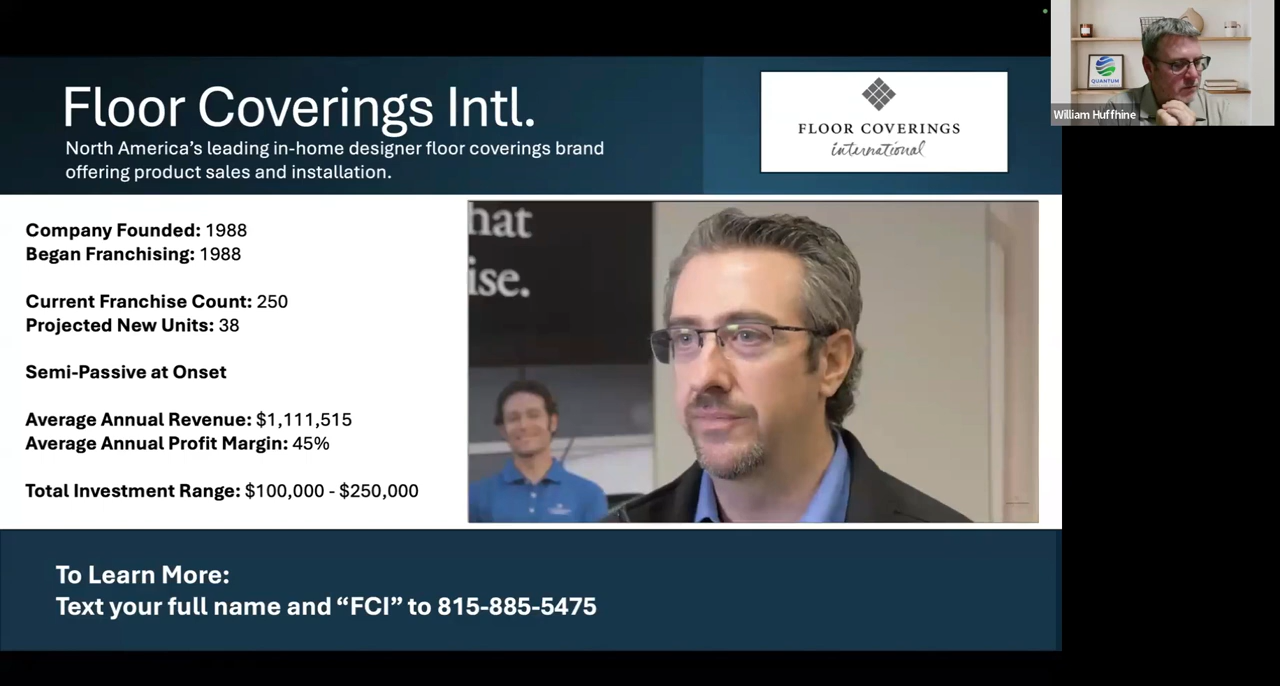 Floor Coverings Intl.
North America's leading in-home designer floor coverings brand
offering product sales and installation.
FLOOR COVERINGS
international
QUANTUM
William Huffhine
Company Founded: 1988
Began Franchising: 1988
Current Franchise Count: 250
Projected New Units: 38
Semi-Passive at Onset
Average Annual Revenue: $1,111,515
Average Annual Profit Margin: 45%
Total Investment Range: $100,000 - $250,000
hat
ise.
To Learn More:
Text your full name and “FCI” to 815-885-5475